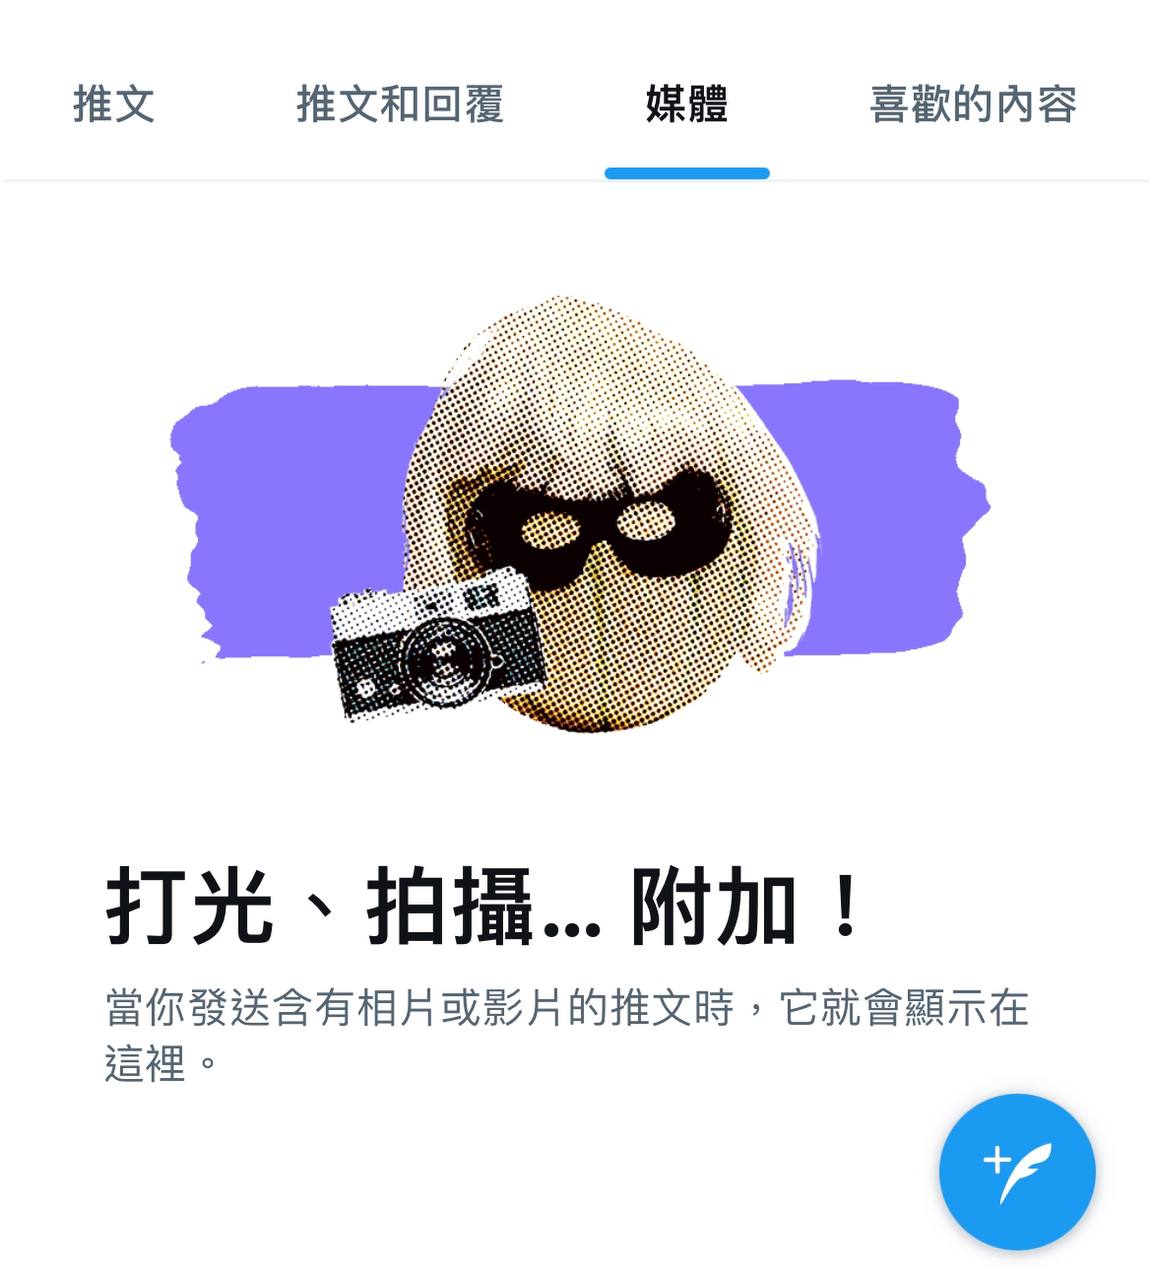 推文
推文和回覆
媒體
喜歡的內容
打光、拍攝... 附加！
當你發送含有相片或影片的推文時，它就會顯示在
這裡。